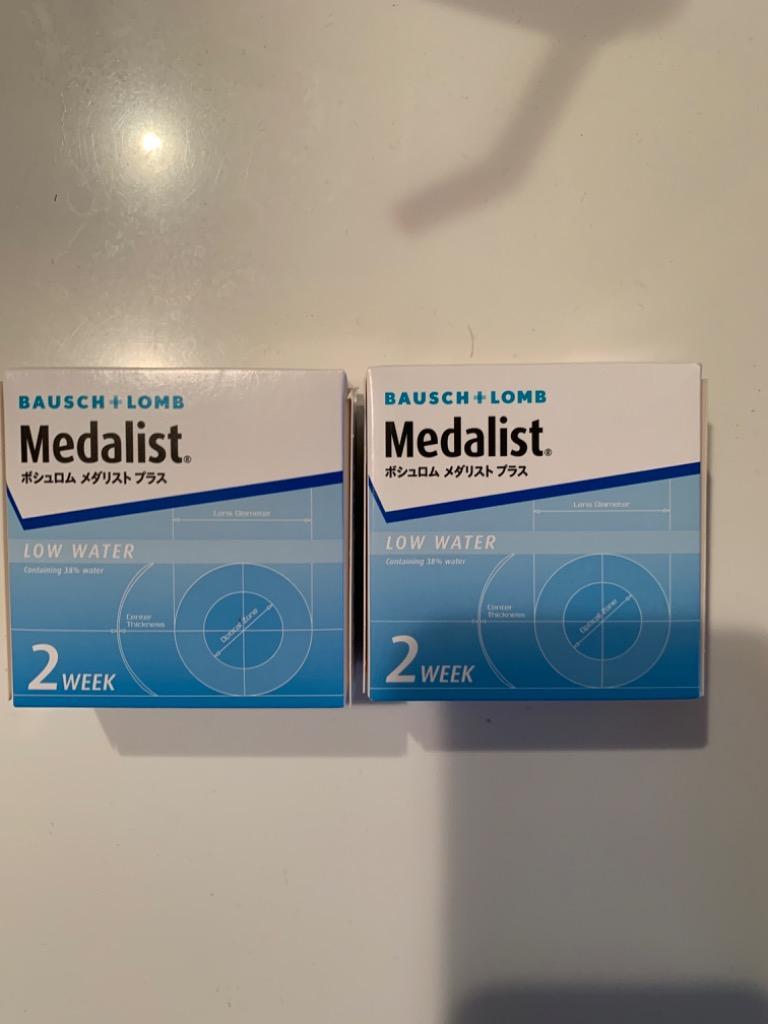 BAUSCH+LOMB
Medalist®
ボシュロム メダリスト プラス
Lens Diameter
LOW WATER
Containing 38% water
Center
Thickness
Optical Zone
2 WEEK
BAUSCH+LOMB
Medalist®
ボシュロム メダリスト プラス
Lens Diameter
LOW WATER
Containing 38% water
Center
Thickness
Optical Zone
2 WEEK